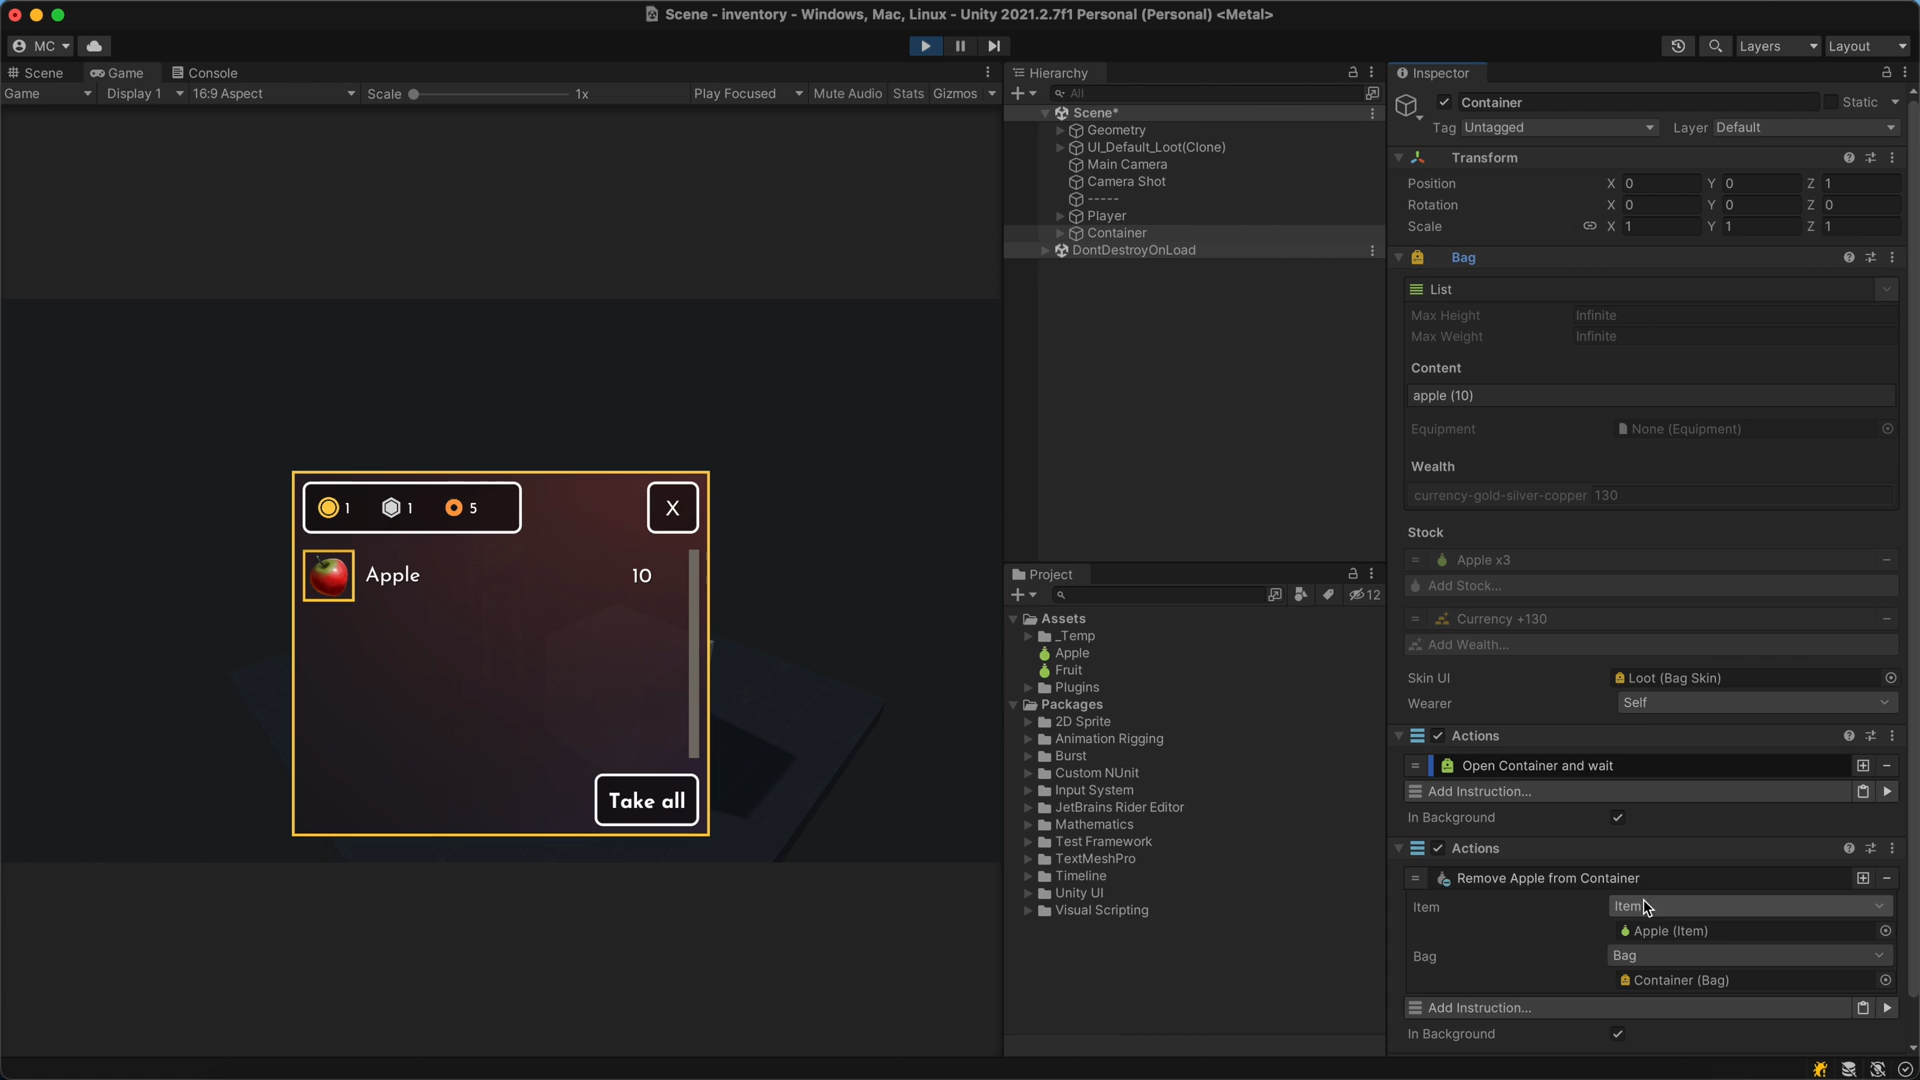 Scene - inventory - Windows, Mac, Linux - Unity 2021.2.7f1 Personal (Personal) <Metal>
MC
Layers
Layout
Scene
Game
Console
Game
Display 1
16:9 Aspect
Scale
1x
Play Focused
Mute Audio
Stats
Gizmos
1
1
5
X
Apple
10
Take all
Hierarchy
All
Scene*
Geometry
UI_Default_Loot(Clone)
Main Camera
Camera Shot
-----
Player
Container
DontDestroyOnLoad
Project
12
Assets
_Temp
Apple
Fruit
Plugins
Packages
2D Sprite
Animation Rigging
Burst
Custom NUnit
Input System
JetBrains Rider Editor
Mathematics
Test Framework
TextMeshPro
Timeline
Unity UI
Visual Scripting
Inspector
Container
Static
Tag Untagged
Layer Default
Transform
Position X 0 Y 0 Z 1
Rotation X 0 Y 0 Z 0
Scale X 1 Y 1 Z 1
Bag
List
Max Height Infinite
Max Weight Infinite
Content
apple (10)
Equipment None (Equipment)
Wealth
currency-gold-silver-copper 130
Stock
Apple x3
Add Stock...
Currency +130
Add Wealth...
Skin UI Loot (Bag Skin)
Wearer Self
Actions
Open Container and wait
Add Instruction...
In Background
Actions
Remove Apple from Container
Item Item
Apple (Item)
Bag Bag
Container (Bag)
Add Instruction...
In Background